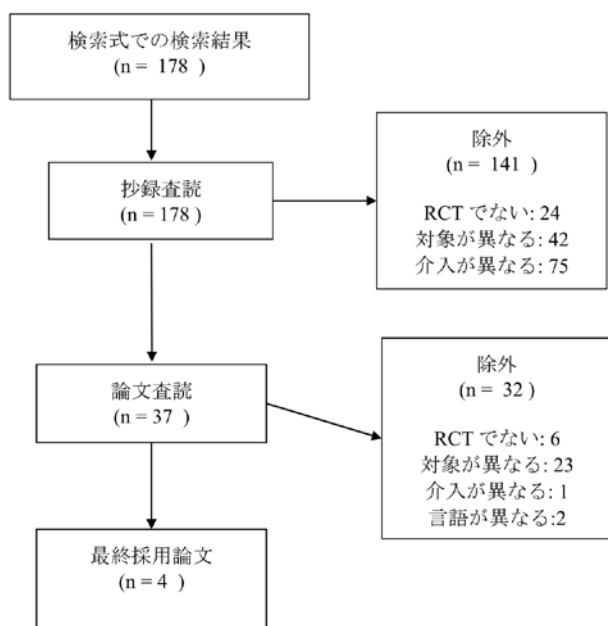 検索式での検索結果
(n = 178 )
抄録査読
(n = 178 )
除外
(n = 141 )
RCT でない: 24
対象が異なる: 42
介入が異なる: 75
論文査読
(n = 37 )
除外
(n = 32 )
RCT でない: 6
対象が異なる: 23
介入が異なる: 1
言語が異なる:2
最終採用論文
(n = 4 )